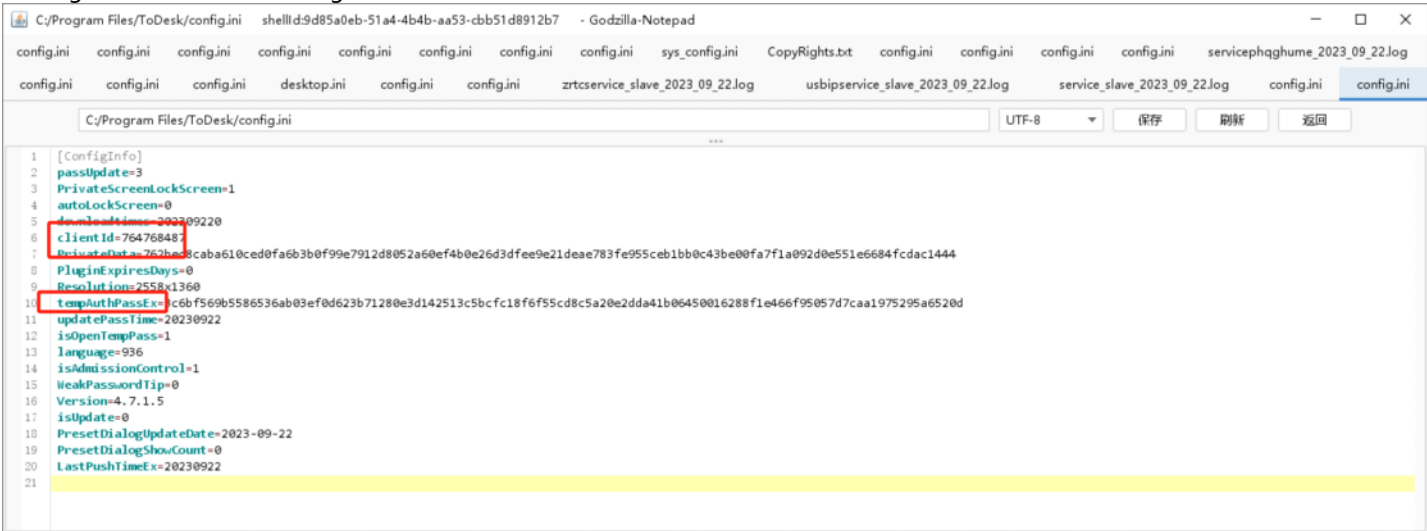 C:/Program Files/ToDesk/config.ini shellId:9d85a0eb-51a4-4b4b-aa53-cbb51d8912b7 - Godzilla-Notepad
config.ini config.ini config.ini config.ini config.ini config.ini config.ini config.ini sys_config.ini CopyRights.txt config.ini config.ini config.ini config.ini servicephqghume_2023_09_22.log
config.ini config.ini config.ini desktop.ini config.ini config.ini zrtcservice_slave_2023_09_22.log usbipservice_slave_2023_09_22.log service_slave_2023_09_22.log config.ini config.ini
C:/Program Files/ToDesk/config.ini UTF-8 保存 刷新 返回
1 [ConfigInfo]
2 passUpdate=3
3 PrivateScreenLockScreen=1
4 autoLockScreen=0
5 downloadtimes=202309220
6 clientId=764768487
7 PrivateData=762bed8caba610ced0fa6b3b0f99e7912d8052a60ef4b0e26d3dfee9e21deae783fe955ceb1bb0c43be00fa7f1a092d0e551e6684fcdac1444
8 PluginExpiresDays=0
9 Resolution=2558x1360
10 tempAuthPassEx=3c6bf569b5586536ab03ef0d623b71280e3d142513c5bcfc18f6f55cd8c5a20e2dda41b06450016288f1e466f95057d7caa1975295a6520d
11 updatePassTime=20230922
12 isOpenTempPass=1
13 language=936
14 isAdmissionControl=1
15 WeakPasswordTip=0
16 Version=4.7.1.5
17 isUpdate=0
18 PresetDialogUpdateDate=2023-09-22
19 PresetDialogShowCount=0
20 LastPushTimeEx=20230922
21